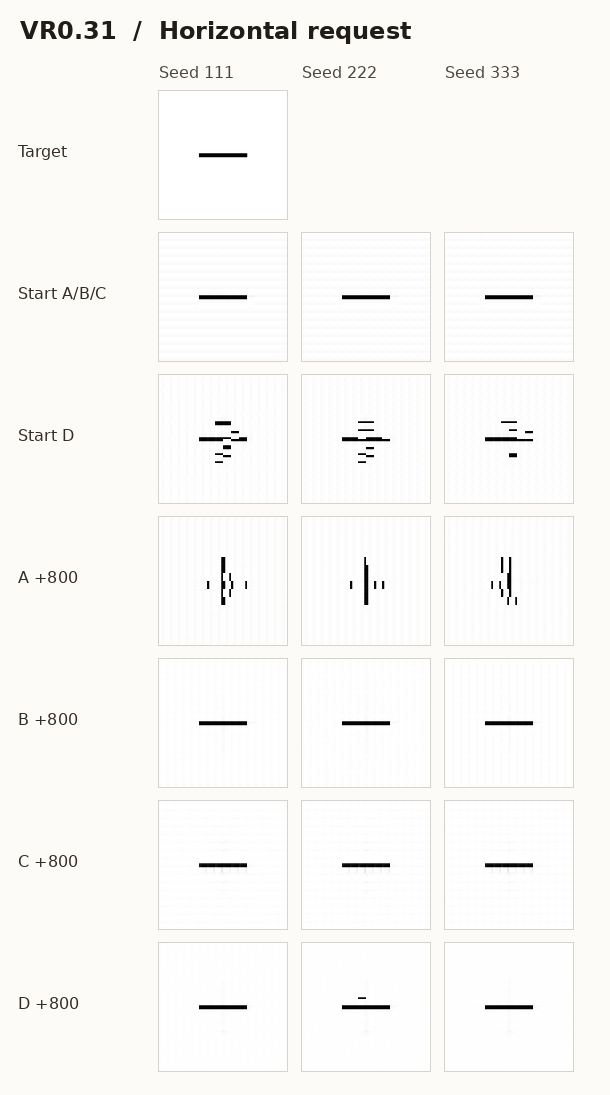 VR0.31 / Horizontal request
Seed 111 Seed 222 Seed 333
Target
Start A/B/C
Start D
A +800
B +800
C +800
D +800